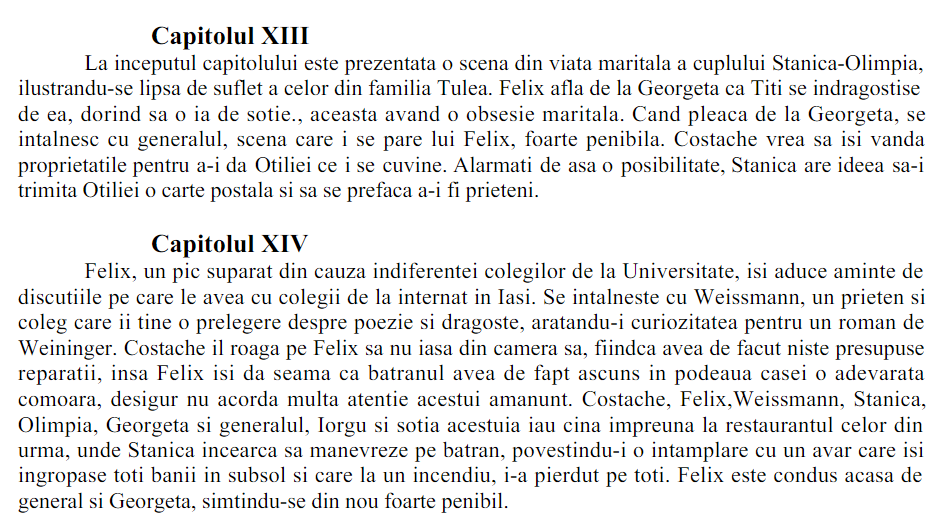 Capitolul XIII
La inceputul capitolului este prezentata o scena din viata maritala a cuplului Stanica-Olimpia,
ilustrandu-se lipsa de suflet a celor din familia Tulea. Felix afla de la Georgeta ca Titi se indragostise
de ea, dorind sa o ia de sotie., aceasta avand o obsesie maritala. Cand pleaca de la Georgeta, se
intalnesc cu generalul, scena care i se pare lui Felix, foarte penibila. Costache vrea sa isi vanda
proprietatile pentru a-i da Otiliei ce i se cuvine. Alarmati de asa o posibilitate, Stanica are ideea sa-i
trimita Otiliei o carte postala si sa se prefaca a-i fi prieteni.
Capitolul XIV
Felix, un pic suparat din cauza indiferentei colegilor de la Universitate, isi aduce aminte de
discutiile pe care le avea cu colegii de la internat in Iasi. Se intalneste cu Weissmann, un prieten si
coleg care ii tine o prelegere despre poezie si dragoste, aratandu-i curiozitatea pentru un roman de
Weininger. Costache il roaga pe Felix sa nu iasa din camera sa, fiindca avea de facut niste presupuse
reparatii, insa Felix isi da seama ca batranul avea de fapt ascuns in podeaua casei o adevarata
comoara, desigur nu acorda multa atentie acestui amanunt. Costache, Felix,Weissmann, Stanica,
Olimpia, Georgeta si generalul, Iorgu si sotia acestuia iau cina impreuna la restaurantul celor din
urma, unde Stanica incearca sa manevreze pe batran, povestindu-i o intamplare cu un avar care isi
ingropase toti banii in subsol si care la un incendiu, i-a pierdut pe toti. Felix este condus acasa de
general si Georgeta, simtindu-se din nou foarte penibil.